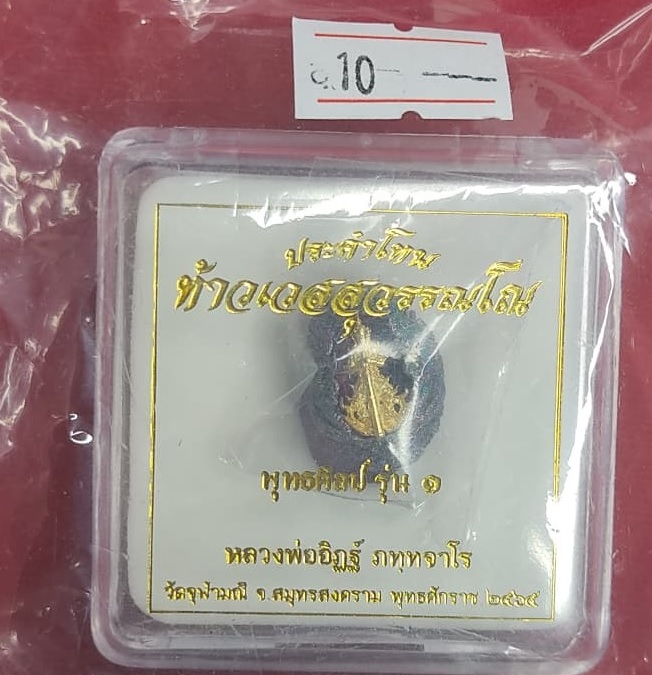 ฉ.10
ประคำโทน
ท้าวเวสสุวรรณโณ
พุทธศิลป์ รุ่น ๑
หลวงพ่ออิฏฐ์ ภทฺทจาโร
วัดจุฬามณี จ.สมุทรสงคราม พุทธศักราช ๒๕๖๕